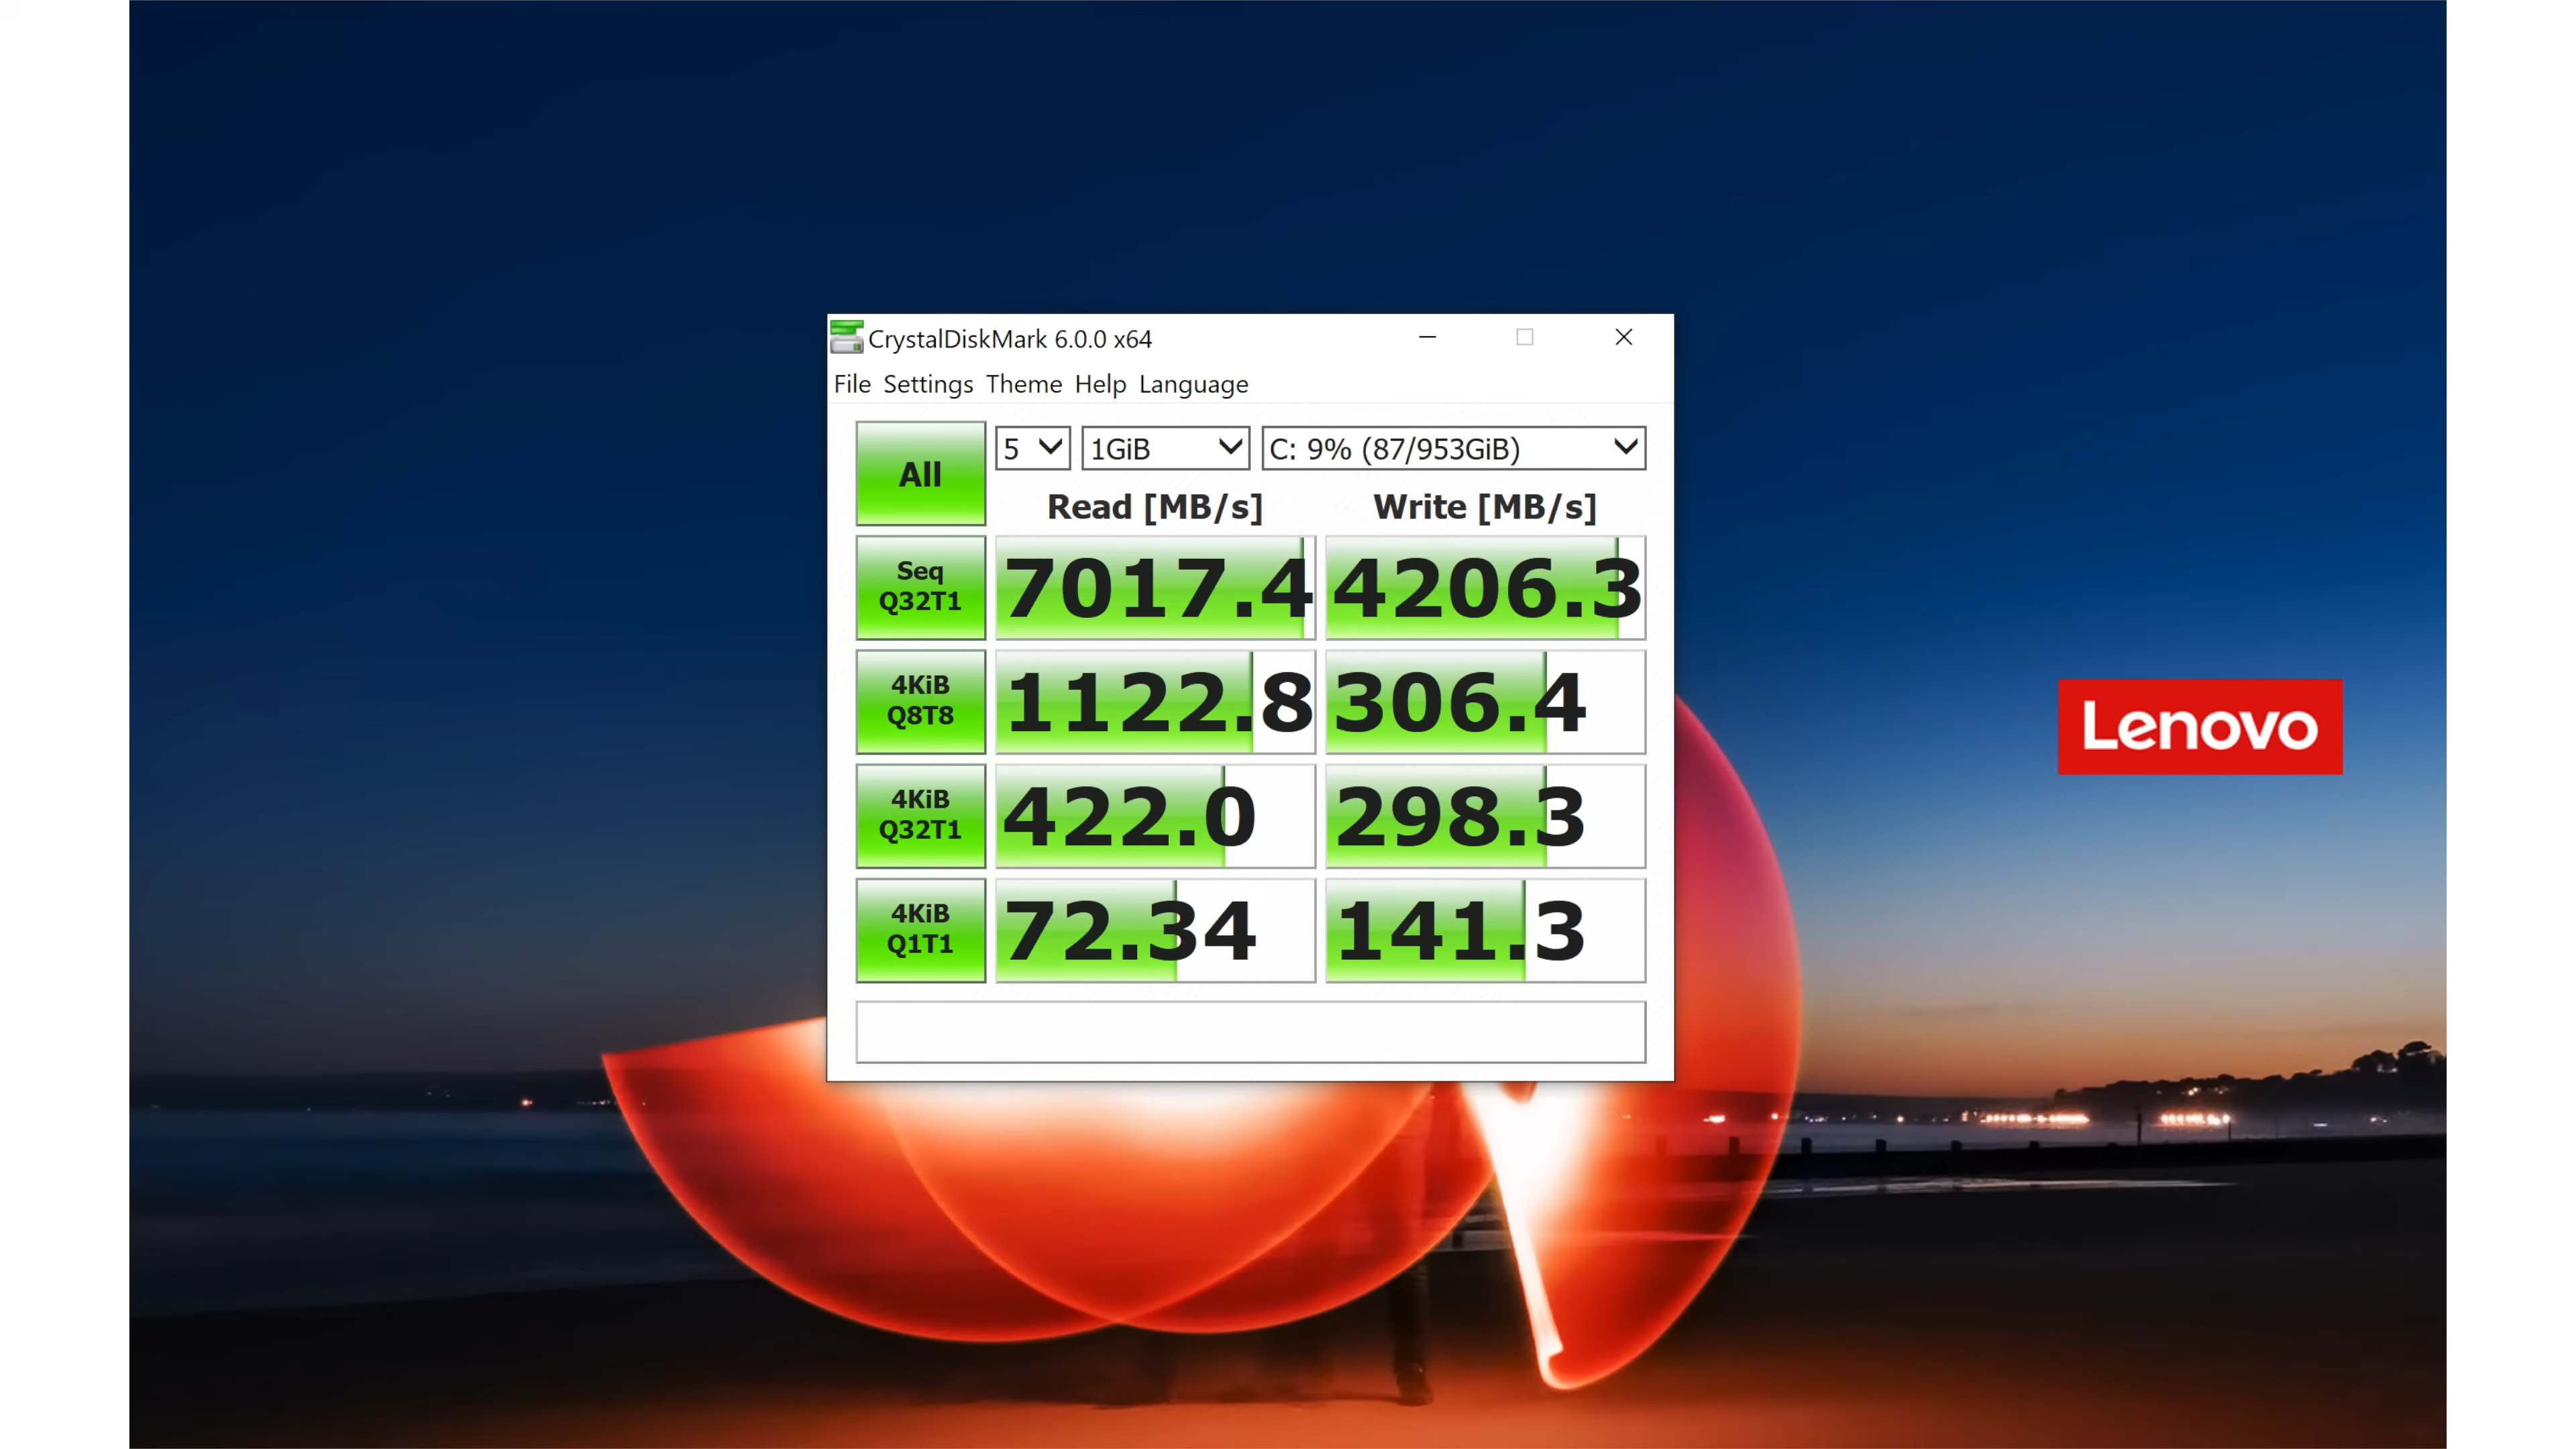 CrystalDiskMark 6.0.0 x64
File Settings Theme Help Language
All
5
1GiB
C: 9% (87/953GiB)
Read [MB/s]
Write [MB/s]
Seq
Q32T1
7017.4
4206.3
4KiB
Q8T8
1122.8
306.4
4KiB
Q32T1
422.0
298.3
4KiB
Q1T1
72.34
141.3
Lenovo